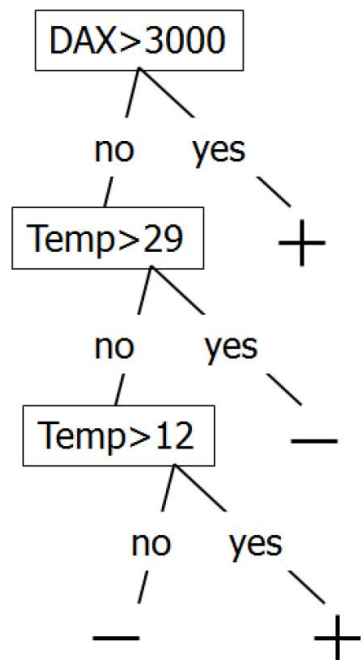 DAX>3000
no yes
Temp>29 +
no yes
Temp>12 −
no yes
− +